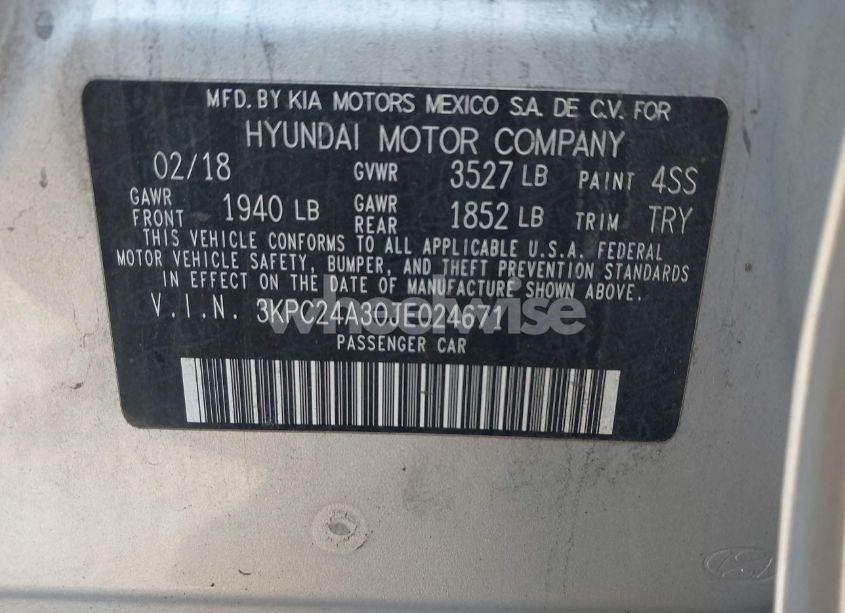 MFD. BY KIA MOTORS MEXICO S.A. DE C.V. FOR
HYUNDAI MOTOR COMPANY
02/18 GVWR 3527 LB PAINT 4SS
GAWR FRONT 1940 LB GAWR REAR 1852 LB TRIM TRY
THIS VEHICLE CONFORMS TO ALL APPLICABLE U.S.A. FEDERAL
MOTOR VEHICLE SAFETY, BUMPER, AND THEFT PREVENTION STANDARDS
IN EFFECT ON THE DATE OF MANUFACTURE SHOWN ABOVE.
V.I.N. 3KPC24A30JE024671
wheelwise
PASSENGER CAR